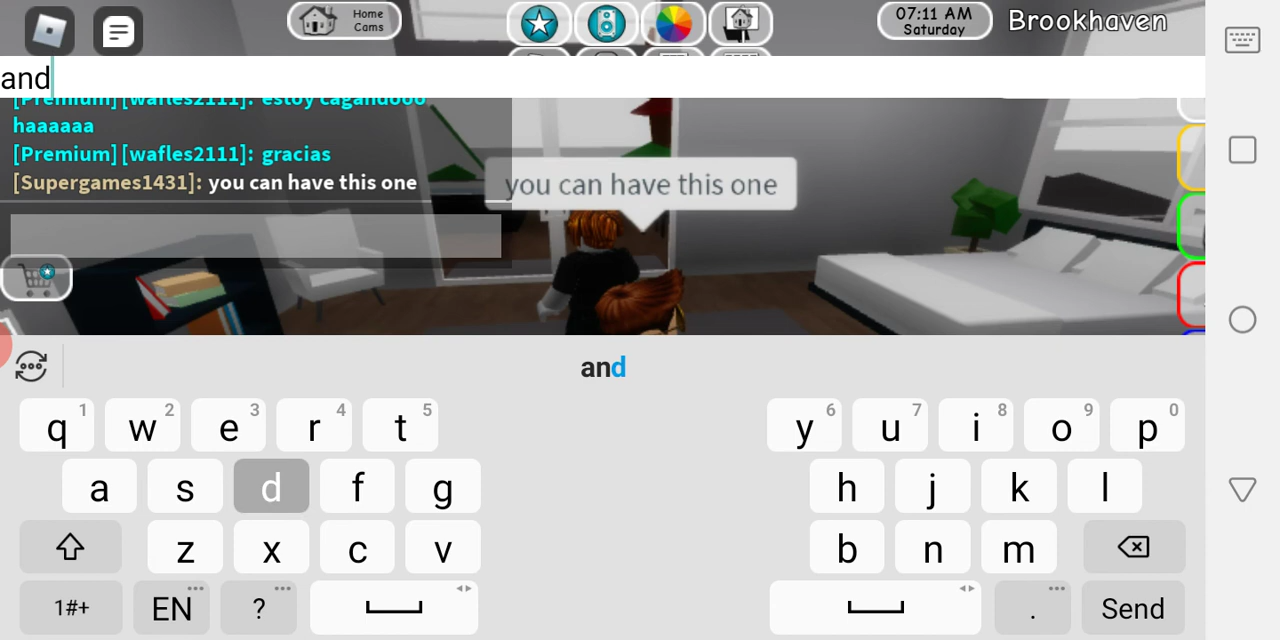 Home
Cams
07:11 AM
Saturday
Brookhaven
and
[Premium] [wafles2111]: estoy cagandooo
haaaaaa
[Premium] [wafles2111]: gracias
[Supergames1431]: you can have this one
you can have this one
and
q 1 w 2 e 3 r 4 t 5 y 6 u 7 i 8 o 9 p 0
a s d f g h j k l
z x c v b n m
1#+ EN ? . Send